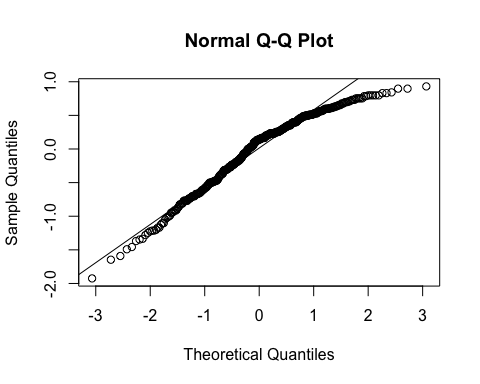 Normal Q-Q Plot
Sample Quantiles
1.0
0.0
-1.0
-2.0
-3 -2 -1 0 1 2 3
Theoretical Quantiles